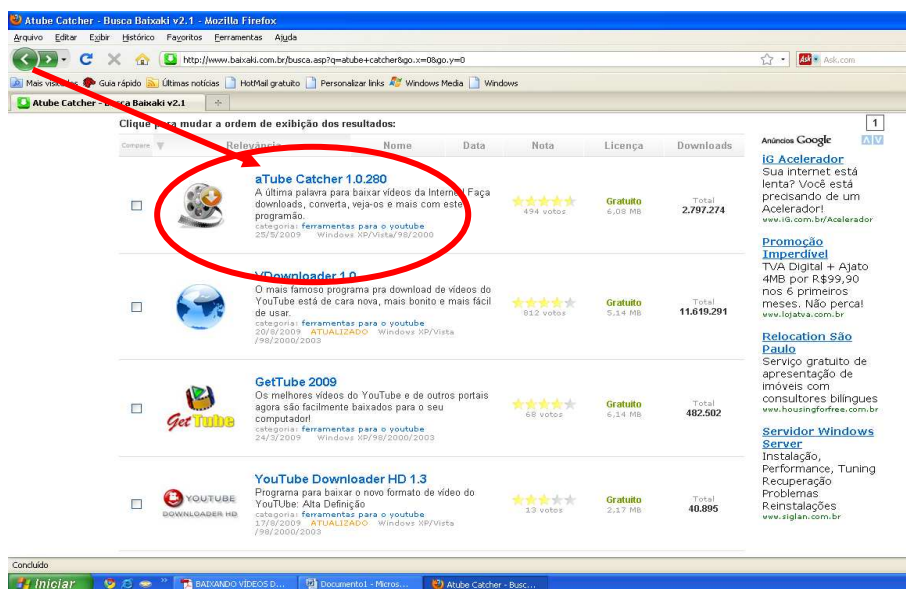 Atube Catcher - Busca Baixaki v2.1 - Mozilla Firefox
Arquivo Editar Exibir Histórico Favoritos Ferramentas Ajuda
http://www.baixaki.com.br/busca.asp?q=atube+catcher&go.x=0&go.y=0
Ask Ask.com
Mais visitados Guia rápido Últimas notícias HotMail gratuito Personalizar links Windows Media Windows
Atube Catcher - Busca Baixaki v2.1
Clique para mudar a ordem de exibição dos resultados:
1
Compare Relevância Nome Data Nota Licença Downloads
aTube Catcher 1.0.280
A última palavra para baixar vídeos da Internet! Faça
downloads, converta, veja-os e mais com este
programão.
categoria: ferramentas para o youtube
25/5/2009 Windows XP/Vista/98/2000
494 votos
Gratuito
6,08 MB
Total
2.797.274
VDownloader 1.0
O mais famoso programa pra download de vídeos do
YouTube está de cara nova, mais bonito e mais fácil
de usar.
categoria: ferramentas para o youtube
20/8/2009 ATUALIZADO Windows XP/Vista
/98/2000/2003
812 votos
Gratuito
5,14 MB
Total
11.619.291
GetTube
GetTube 2009
Os melhores vídeos do YouTube e de outros portais
agora são facilmente baixados para o seu
computador!
categoria: ferramentas para o youtube
24/3/2009 Windows XP/98/2000/2003
68 votos
Gratuito
6,14 MB
Total
482.502
YOUTUBE
DOWNLOADER HD
YouTube Downloader HD 1.3
Programa para baixar o novo formato de vídeo do
YouTUbe: Alta Definição
categoria: ferramentas para o youtube
17/8/2009 ATUALIZADO Windows XP/Vista
/98/2000/2003
13 votos
Gratuito
2,17 MB
Total
40.895
Anúncios Google
iG Acelerador
Sua internet está
lenta? Você está
precisando de um
Acelerador!
www.iG.com.br/Acelerador
Promoção
Imperdível
TVA Digital + Ajato
4MB por R$99,90
nos 6 primeiros
meses. Não perca!
www.lojatva.com.br
Relocation São
Paulo
Serviço gratuito de
apresentação de
imóveis com
consultores bilíngues
www.housingforfree.com.br
Servidor Windows
Server
Instalação,
Performance, Tuning
Recuperação
Problemas
Reinstalações
www.siglan.com.br
Concluído
Iniciar BAIXANDO VÍDEOS D... Documento1 - Micros... Atube Catcher - Busc...